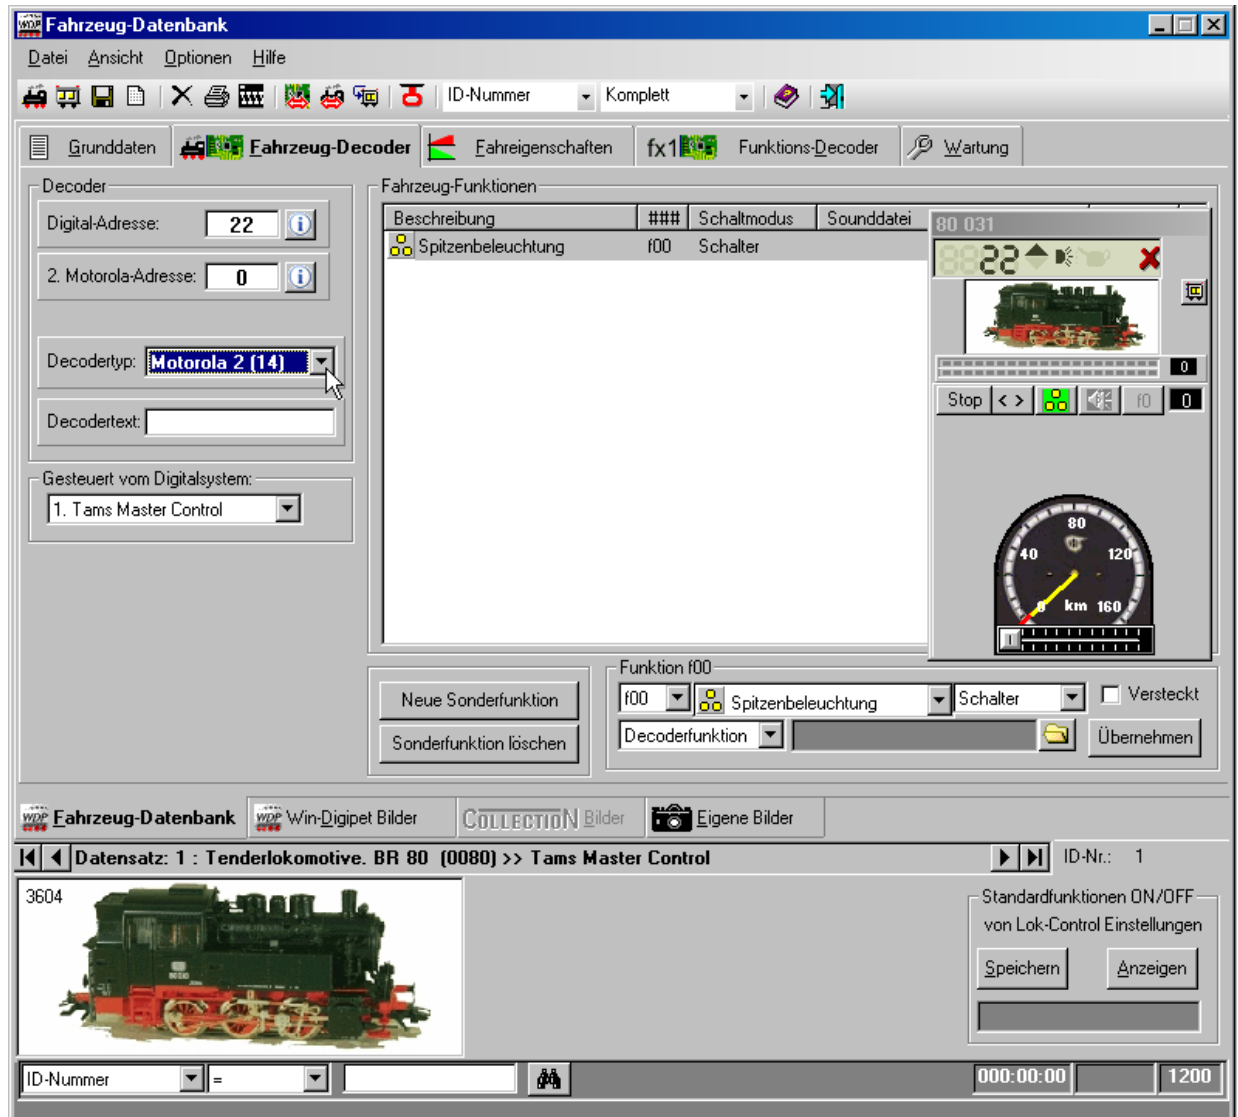 WDP Fahrzeug-Datenbank
Datei Ansicht Optionen Hilfe
ID-Nummer Komplett
Grunddaten Fahrzeug-Decoder Fahreigenschaften fx1 Funktions-Decoder Wartung
Decoder
Digital-Adresse: 22
2. Motorola-Adresse: 0
Decodertyp: Motorola 2 (14)
Decodertext:
Gesteuert vom Digitalsystem:
1. Tams Master Control
Fahrzeug-Funktionen
Beschreibung ### Schaltmodus Sounddatei
Spitzenbeleuchtung f00 Schalter
80 031
22
0
Stop < > f0 0
80
40 120
0 km 160
Neue Sonderfunktion
Sonderfunktion löschen
Funktion f00
f00 Spitzenbeleuchtung Schalter Versteckt
Decoderfunktion Übernehmen
WDP Fahrzeug-Datenbank WDP Win-Digipet Bilder COLLECTION Bilder Eigene Bilder
Datensatz: 1 : Tenderlokomotive. BR 80 (0080) >> Tams Master Control ID-Nr.: 1
3604
Standardfunktionen ON/OFF
von Lok-Control Einstellungen
Speichern Anzeigen
ID-Nummer = 000:00:00 1200